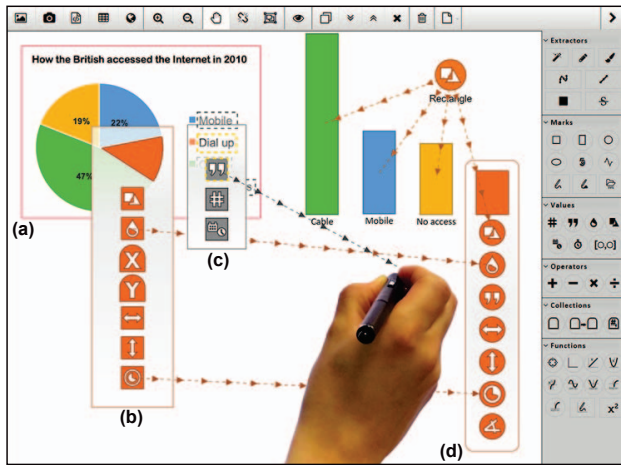 How the British accessed the Internet in 2010
19%
22%
47%
Mobile
Dial up
S
(a)
(b)
(c)
(d)
X
Y
Rectangle
Cable
Mobile
No access
Extractors
Marks
Values
[O,O]
Operators
Collections
Functions
x²